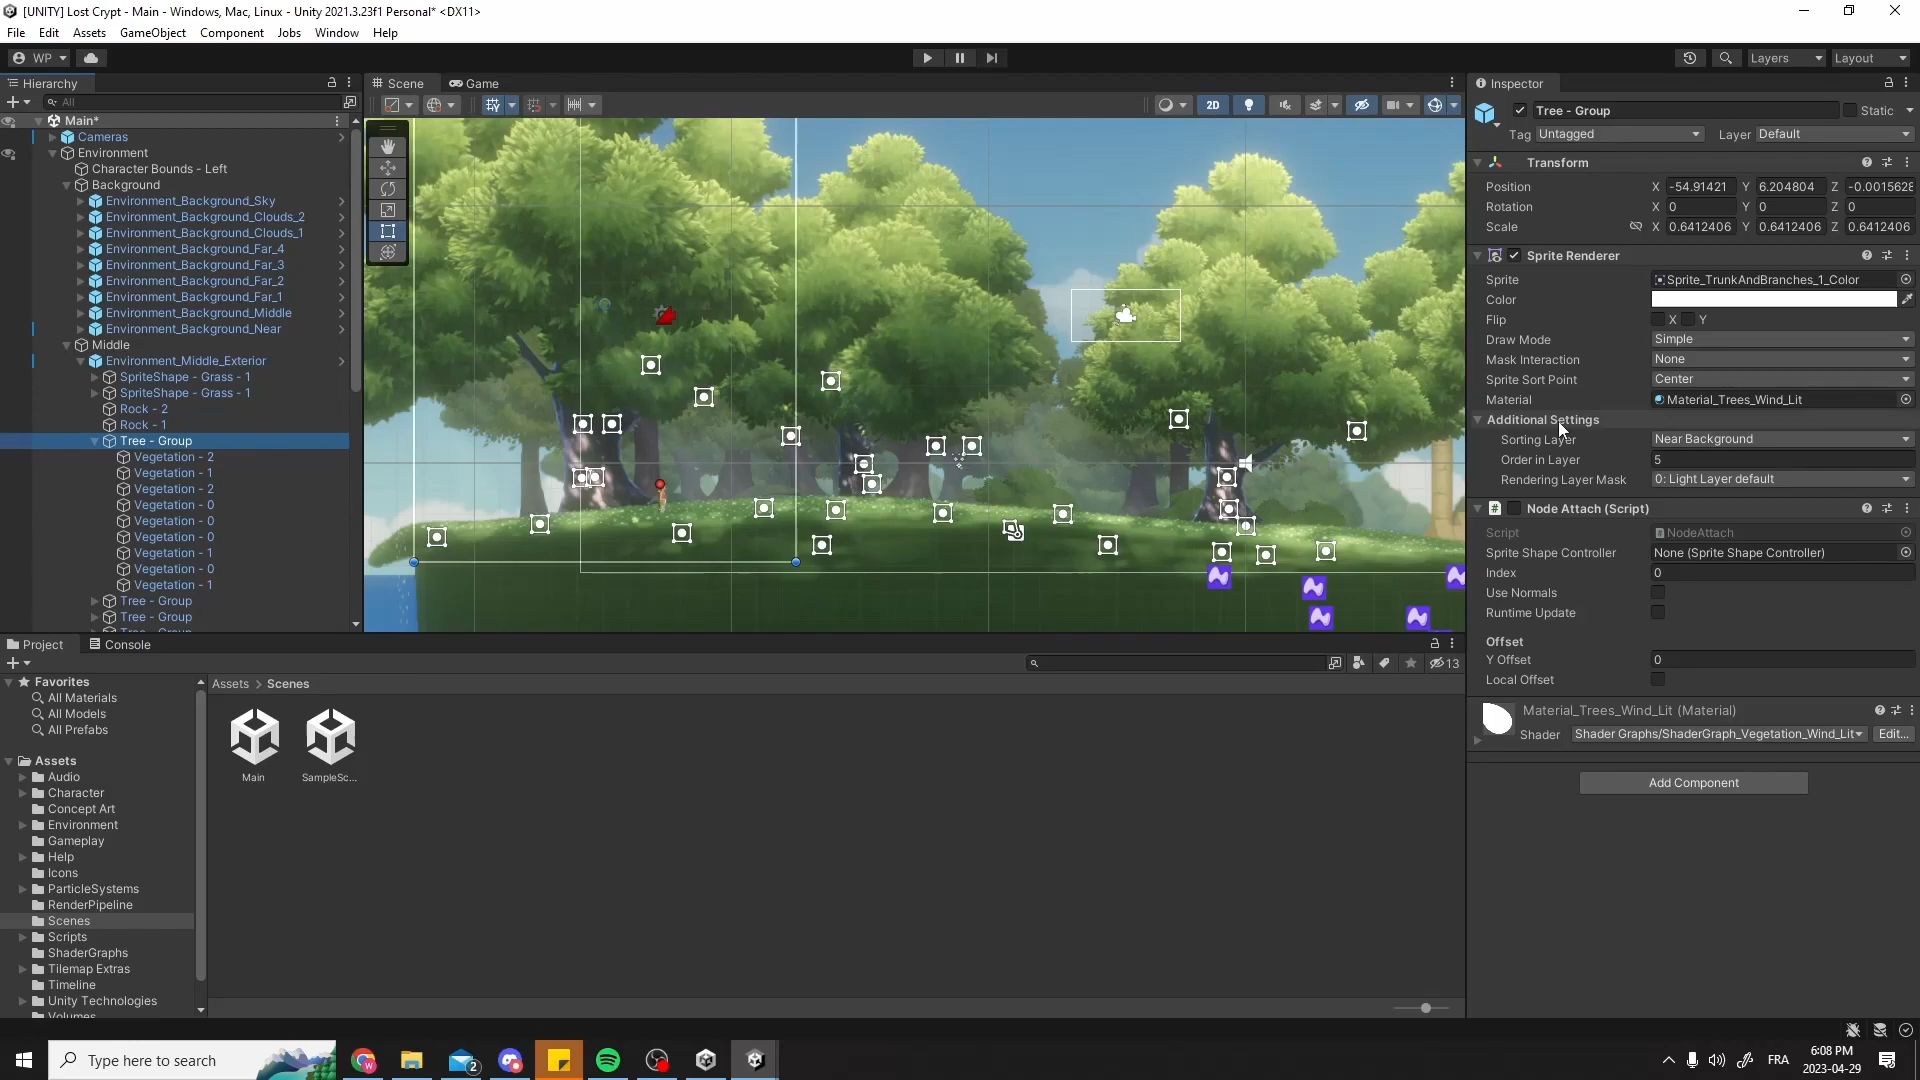 [UNITY] Lost Crypt - Main - Windows, Mac, Linux - Unity 2021.3.23f1 Personal* <DX11>
File Edit Assets GameObject Component Jobs Window Help
WP
Layers
Layout
Hierarchy
All
Main*
Cameras
Environment
Character Bounds - Left
Background
Environment_Background_Sky
Environment_Background_Clouds_2
Environment_Background_Clouds_1
Environment_Background_Far_4
Environment_Background_Far_3
Environment_Background_Far_2
Environment_Background_Far_1
Environment_Background_Middle
Environment_Background_Near
Middle
Environment_Middle_Exterior
SpriteShape - Grass - 1
SpriteShape - Grass - 1
Rock - 2
Rock - 1
Tree - Group
Vegetation - 2
Vegetation - 1
Vegetation - 2
Vegetation - 0
Vegetation - 0
Vegetation - 0
Vegetation - 1
Vegetation - 0
Vegetation - 1
Tree - Group
Tree - Group
Tree - Group
Scene
Game
2D
Inspector
Tree - Group
Static
Tag Untagged
Layer Default
Transform
Position X -54.91421 Y 6.204804 Z -0.0015628
Rotation X 0 Y 0 Z 0
Scale X 0.6412406 Y 0.6412406 Z 0.6412406
Sprite Renderer
Sprite Sprite_TrunkAndBranches_1_Color
Color
Flip X Y
Draw Mode Simple
Mask Interaction None
Sprite Sort Point Center
Material Material_Trees_Wind_Lit
Additional Settings
Sorting Layer Near Background
Order in Layer 5
Rendering Layer Mask 0: Light Layer default
# Node Attach (Script)
Script NodeAttach
Sprite Shape Controller None (Sprite Shape Controller)
Index 0
Use Normals
Runtime Update
Offset
Y Offset 0
Local Offset
Material_Trees_Wind_Lit (Material)
Shader Shader Graphs/ShaderGraph_Vegetation_Wind_Lit Edit...
Add Component
Project
Console
13
Favorites
All Materials
All Models
All Prefabs
Assets
Audio
Character
Concept Art
Environment
Gameplay
Help
Icons
ParticleSystems
RenderPipeline
Scenes
Scripts
ShaderGraphs
Tilemap Extras
Timeline
Unity Technologies
Volumes
Assets > Scenes
Main
SampleSc...
Type here to search
2
FRA
6:08 PM
2023-04-29